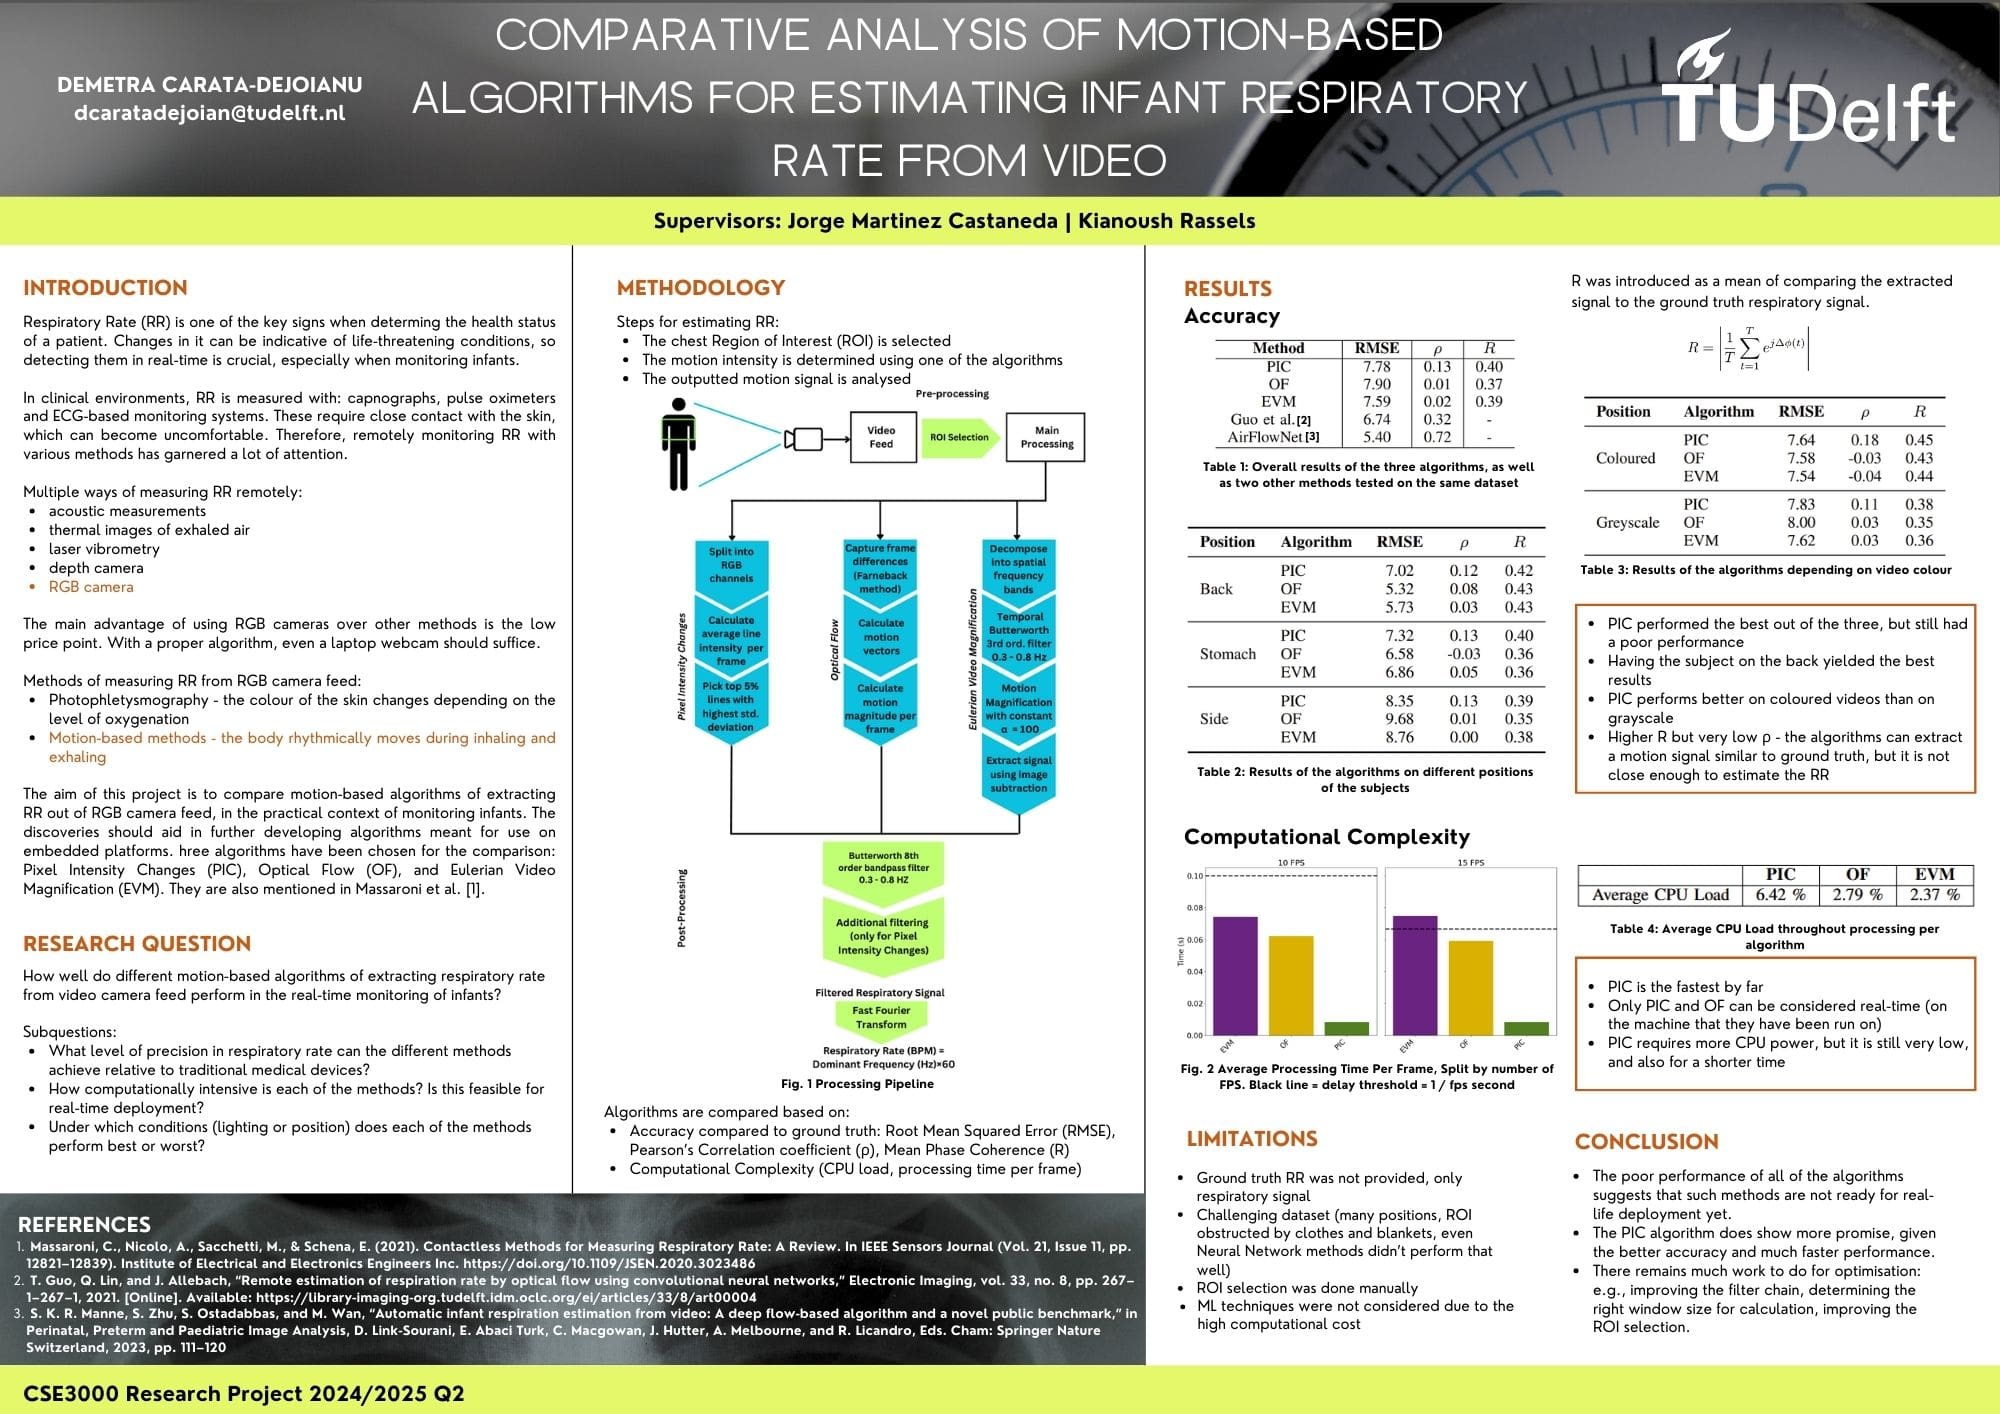 DEMETRA CARATA-DEJOIANU
dcaratadejoian@tudelft.nl
COMPARATIVE ANALYSIS OF MOTION-BASED
ALGORITHMS FOR ESTIMATING INFANT RESPIRATORY
RATE FROM VIDEO
10
TUDelft
Supervisors: Jorge Martinez Castaneda | Kianoush Rassels
INTRODUCTION
Respiratory Rate (RR) is one of the key signs when determing the health status
of a patient. Changes in it can be indicative of life-threatening conditions, so
detecting them in real-time is crucial, especially when monitoring infants.
In clinical environments, RR is measured with: capnographs, pulse oximeters
and ECG-based monitoring systems. These require close contact with the skin,
which can become uncomfortable. Therefore, remotely monitoring RR with
various methods has garnered a lot of attention.
Multiple ways of measuring RR remotely:
• acoustic measurements
• thermal images of exhaled air
• laser vibrometry
• depth camera
• RGB camera
The main advantage of using RGB cameras over other methods is the low
price point. With a proper algorithm, even a laptop webcam should suffice.
Methods of measuring RR from RGB camera feed:
• Photophletysmography - the colour of the skin changes depending on the
level of oxygenation
• Motion-based methods - the body rhythmically moves during inhaling and
exhaling
The aim of this project is to compare motion-based algorithms of extracting
RR out of RGB camera feed, in the practical context of monitoring infants. The
discoveries should aid in further developing algorithms meant for use on
embedded platforms. hree algorithms have been chosen for the comparison:
Pixel Intensity Changes (PIC), Optical Flow (OF), and Eulerian Video
Magnification (EVM). They are also mentioned in Massaroni et al. [1].
RESEARCH QUESTION
How well do different motion-based algorithms of extracting respiratory rate
from video camera feed perform in the real-time monitoring of infants?
Subquestions:
• What level of precision in respiratory rate can the different methods
achieve relative to traditional medical devices?
• How computationally intensive is each of the methods? Is this feasible for
real-time deployment?
• Under which conditions (lighting or position) does each of the methods
perform best or worst?
METHODOLOGY
Steps for estimating RR:
• The chest Region of Interest (ROI) is selected
• The motion intensity is determined using one of the algorithms
• The outputted motion signal is analysed
Pre-processing
Video
Feed
ROI Selection
Main
Processing
Pixel Intensity Changes
Split into
RGB
channels
Calculate
average line
intensity per
frame
Pick top 5%
lines with
highest std.
deviation
Optical Flow
Capture frame
differences
(Farneback
method)
Calculate
motion
vectors
Calculate
motion
magnitude per
frame
Eulerian Video Magnification
Decompose
into spatial
frequency
bands
Temporal
Butterworth
3rd ord. filter
0.3 - 0.8 Hz
Motion
Magnification
with constant
α = 100
Extract signal
using image
subtraction
Post-Processing
Butterworth 8th
order bandpass filter
0.3 - 0.8 HZ
Additional filtering
(only for Pixel
Intensity Changes)
Filtered Respiratory Signal
Fast Fourier
Transform
Respiratory Rate (BPM) =
Dominant Frequency (Hz)×60
Fig. 1 Processing Pipeline
Algorithms are compared based on:
• Accuracy compared to ground truth: Root Mean Squared Error (RMSE),
Pearson's Correlation coefficient (ρ), Mean Phase Coherence (R)
• Computational Complexity (CPU load, processing time per frame)
RESULTS
Accuracy
Method RMSE ρ R
PIC 7.78 0.13 0.40
OF 7.90 0.01 0.37
EVM 7.59 0.02 0.39
Guo et al.[2] 6.74 0.32 -
AirFlowNet[3] 5.40 0.72 -
Table 1: Overall results of the three algorithms, as well
as two other methods tested on the same dataset
Position Algorithm RMSE ρ R
PIC 7.02 0.12 0.42
Back OF 5.32 0.08 0.43
EVM 5.73 0.03 0.43
PIC 7.32 0.13 0.40
Stomach OF 6.58 -0.03 0.36
EVM 6.86 0.05 0.36
PIC 8.35 0.13 0.39
Side OF 9.68 0.01 0.35
EVM 8.76 0.00 0.38
Table 2: Results of the algorithms on different positions
of the subjects
R was introduced as a mean of comparing the extracted
signal to the ground truth respiratory signal.
R = |1/T ∑_{t=1}^{T} e^{jΔφ(t)}|
Position Algorithm RMSE ρ R
PIC 7.64 0.18 0.45
Coloured OF 7.58 -0.03 0.43
EVM 7.54 -0.04 0.44
PIC 7.83 0.11 0.38
Greyscale OF 8.00 0.03 0.35
EVM 7.62 0.03 0.36
Table 3: Results of the algorithms depending on video colour
• PIC performed the best out of the three, but still had
a poor performance
• Having the subject on the back yielded the best
results
• PIC performs better on coloured videos than on
grayscale
• Higher R but very low ρ - the algorithms can extract
a motion signal similar to ground truth, but it is not
close enough to estimate the RR
Computational Complexity
10 FPS
15 FPS
Time (s)
0.10
0.08
0.06
0.04
0.02
0.00
EVM OF PIC
EVM OF PIC
Fig. 2 Average Processing Time Per Frame, Split by number of
FPS. Black line = delay threshold = 1 / fps second
PIC OF EVM
Average CPU Load 6.42 % 2.79 % 2.37 %
Table 4: Average CPU Load throughout processing per
algorithm
• PIC is the fastest by far
• Only PIC and OF can be considered real-time (on
the machine that they have been run on)
• PIC requires more CPU power, but it is still very low,
and also for a shorter time
LIMITATIONS
• Ground truth RR was not provided, only
respiratory signal
• Challenging dataset (many positions, ROI
obstructed by clothes and blankets, even
Neural Network methods didn't perform that
well)
• ROI selection was done manually
• ML techniques were not considered due to the
high computational cost
CONCLUSION
• The poor performance of all of the algorithms
suggests that such methods are not ready for real-
life deployment yet.
• The PIC algorithm does show more promise, given
the better accuracy and much faster performance.
• There remains much work to do for optimisation:
e.g., improving the filter chain, determining the
right window size for calculation, improving the
ROI selection.
REFERENCES
1. Massaroni, C., Nicolo, A., Sacchetti, M., & Schena, E. (2021). Contactless Methods for Measuring Respiratory Rate: A Review. In IEEE Sensors Journal (Vol. 21, Issue 11, pp.
12821–12839). Institute of Electrical and Electronics Engineers Inc. https://doi.org/10.1109/JSEN.2020.3023486
2. T. Guo, Q. Lin, and J. Allebach, "Remote estimation of respiration rate by optical flow using convolutional neural networks," Electronic Imaging, vol. 33, no. 8, pp. 267–
1–267–1, 2021. [Online]. Available: https://library-imaging-org.tudelft.idm.oclc.org/ei/articles/33/8/art00004
3. S. K. R. Manne, S. Zhu, S. Ostadabbas, and M. Wan, "Automatic infant respiration estimation from video: A deep flow-based algorithm and a novel public benchmark," in
Perinatal, Preterm and Paediatric Image Analysis, D. Link-Sourani, E. Abaci Turk, C. Macgowan, J. Hutter, A. Melbourne, and R. Licandro, Eds. Cham: Springer Nature
Switzerland, 2023, pp. 111–120
CSE3000 Research Project 2024/2025 Q2